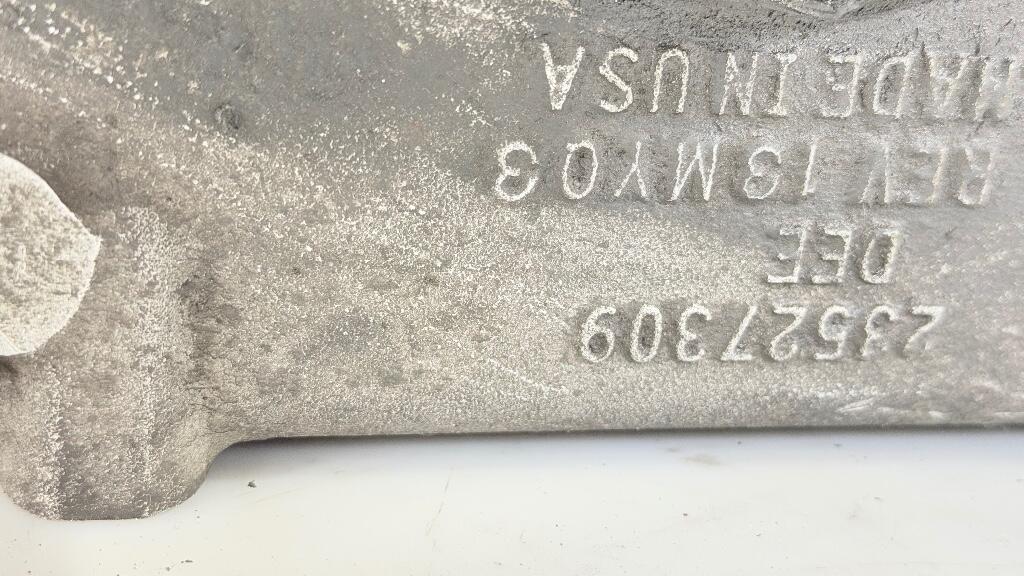 23527309
DEE
REV 13MY03
MADE IN USA